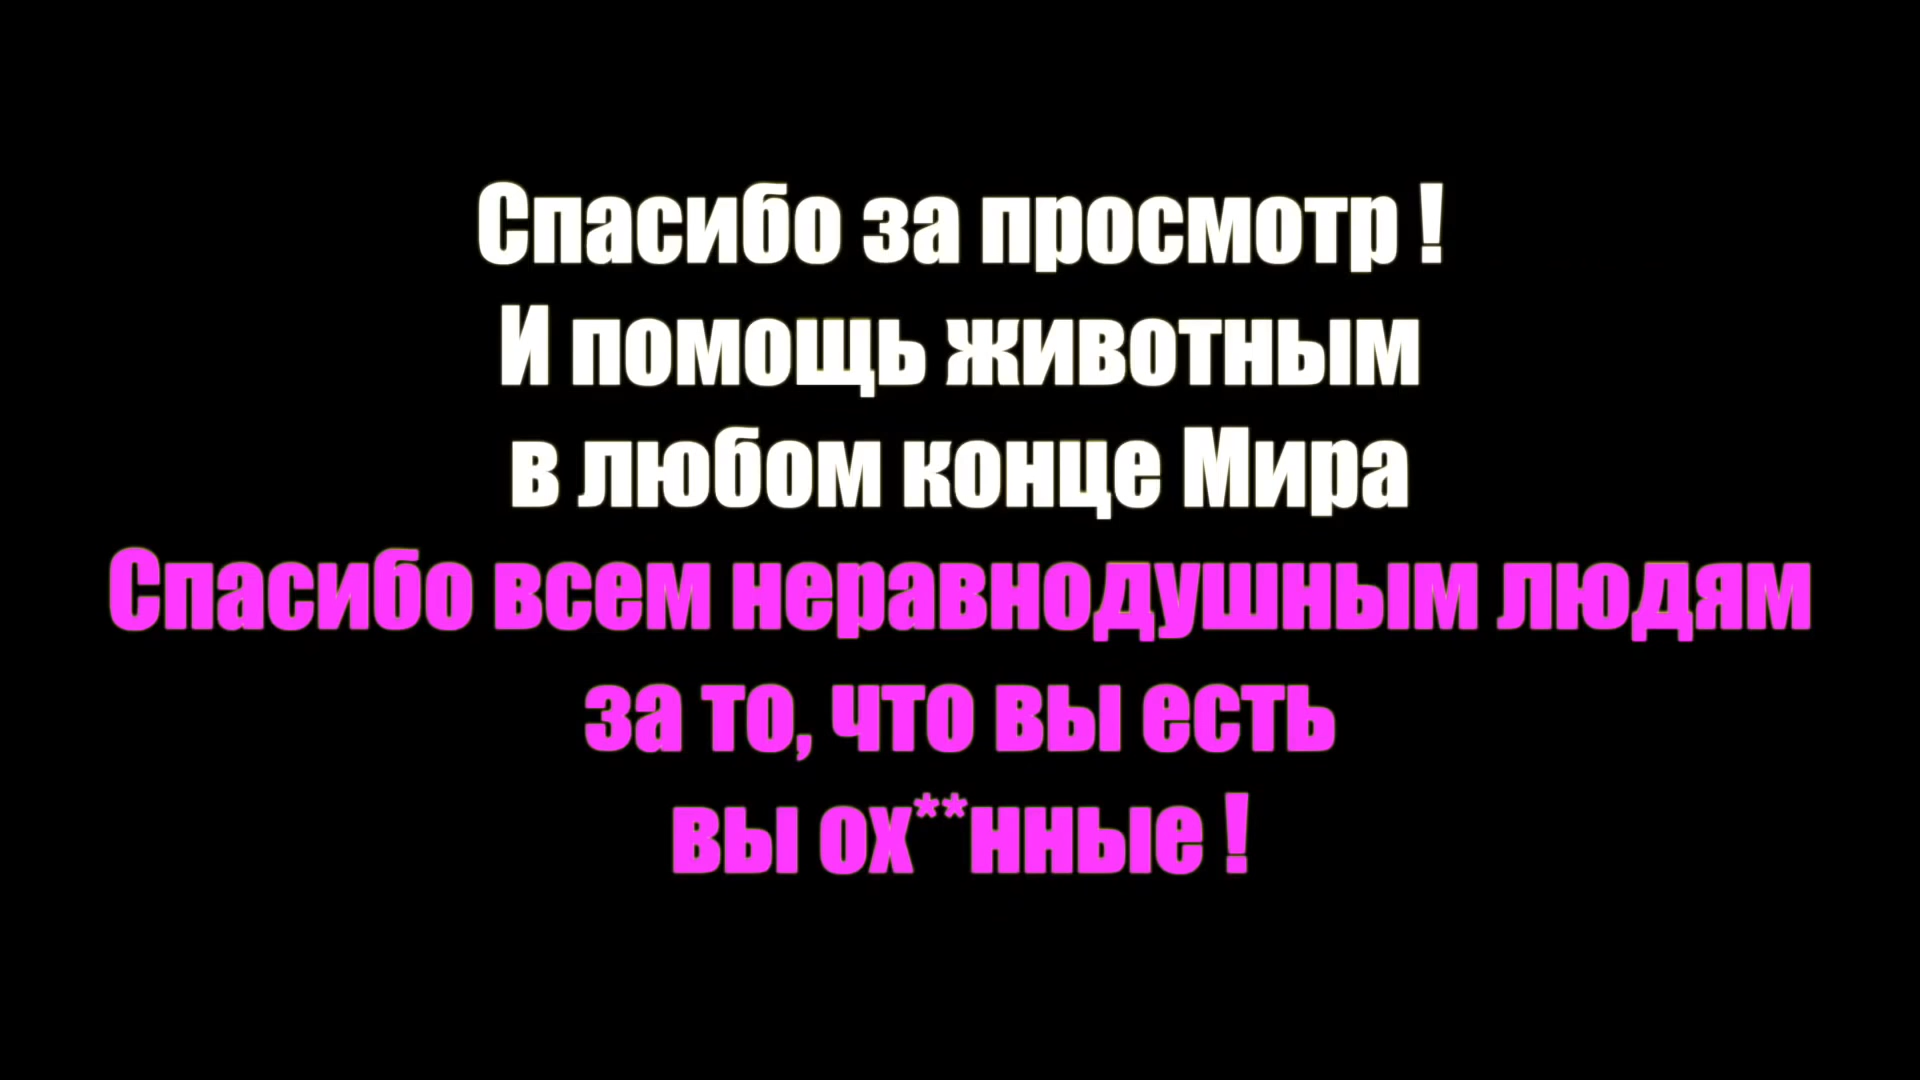 Спасибо за просмотр !
И помощь животным
в любом конце Мира
Спасибо всем неравнодушным людям
за то, что вы есть
вы ох**нные !